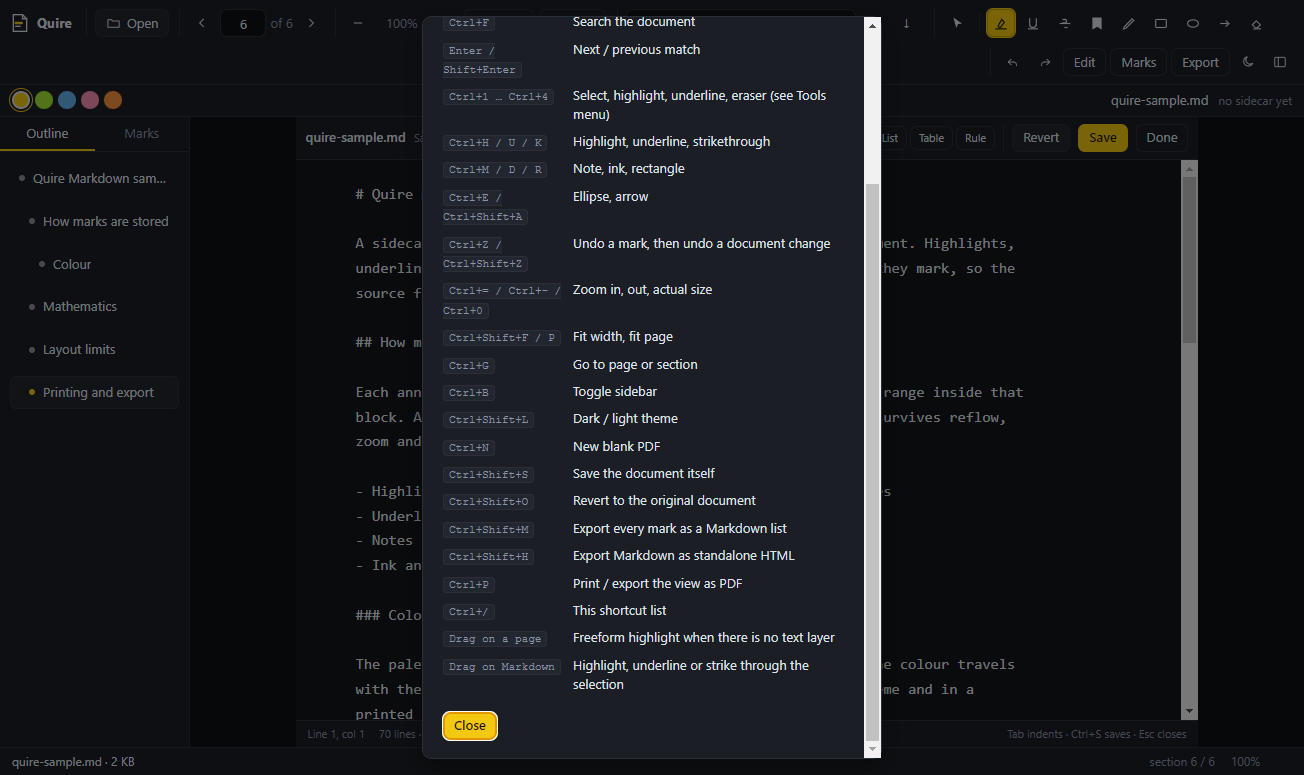 Quire
Open
6
of 6
100%
Edit
Marks
Export
quire-sample.md
no sidecar yet
Outline
Marks
Quire Markdown sam...
How marks are stored
Colour
Mathematics
Layout limits
Printing and export
quire-sample.md
List
Table
Rule
Revert
Save
Done
# Quire
A sideca
ent. Highlights,
underlin
hey mark, so the
source f
## How m
Each ann
range inside that
block. A
urvives reflow,
zoom and
- Highli
s
- Underl
- Notes
- Ink an
### Colo
The pale
e colour travels
with the
eme and in a
printed
Line 1, col 1
70 lines
Tab indents · Ctrl+S saves · Esc closes
quire-sample.md · 2 KB
section 6 / 6
100%
Ctrl+F Search the document
Enter / Next / previous match
Shift+Enter
Ctrl+1 … Ctrl+4 Select, highlight, underline, eraser (see Tools
menu)
Ctrl+H / U / K Highlight, underline, strikethrough
Ctrl+M / D / R Note, ink, rectangle
Ctrl+E / Ellipse, arrow
Ctrl+Shift+A
Ctrl+Z / Undo a mark, then undo a document change
Ctrl+Shift+Z
Ctrl+= / Ctrl+- / Zoom in, out, actual size
Ctrl+0
Ctrl+Shift+F / P Fit width, fit page
Ctrl+G Go to page or section
Ctrl+B Toggle sidebar
Ctrl+Shift+L Dark / light theme
Ctrl+N New blank PDF
Ctrl+Shift+S Save the document itself
Ctrl+Shift+O Revert to the original document
Ctrl+Shift+M Export every mark as a Markdown list
Ctrl+Shift+H Export Markdown as standalone HTML
Ctrl+P Print / export the view as PDF
Ctrl+/ This shortcut list
Drag on a page Freeform highlight when there is no text layer
Drag on Markdown Highlight, underline or strike through the
selection
Close